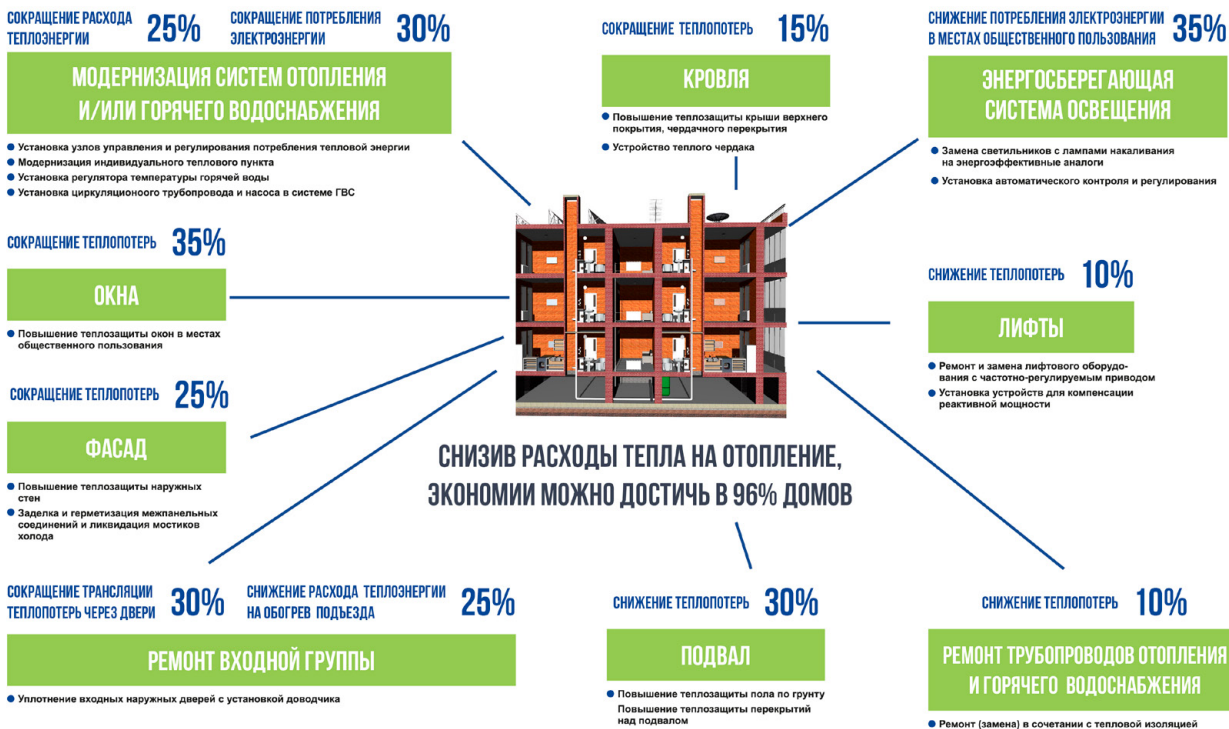 СОКРАЩЕНИЕ РАСХОДА
ТЕПЛОЭНЕРГИИ
25%
СОКРАЩЕНИЕ ПОТРЕБЛЕНИЯ
ЭЛЕКТРОЭНЕРГИИ
30%
МОДЕРНИЗАЦИЯ СИСТЕМ ОТОПЛЕНИЯ
И/ИЛИ ГОРЯЧЕГО ВОДОСНАБЖЕНИЯ
Установка узлов управления и регулирования потребления тепловой энергии
Модернизация индивидуального теплового пункта
Установка регулятора температуры горячей воды
Установка циркуляционого трубопровода и насоса в системе ГВС
СОКРАЩЕНИЕ ТЕПЛОПОТЕРЬ 15%
КРОВЛЯ
Повышение теплозащиты крыши верхнего
покрытия, чердачного перекрытия
Устройство теплого чердака
СНИЖЕНИЕ ПОТРЕБЛЕНИЯ ЭЛЕКТРОЭНЕРГИИ
В МЕСТАХ ОБЩЕСТВЕННОГО ПОЛЬЗОВАНИЯ
35%
ЭНЕРГОСБЕРЕГАЮЩАЯ
СИСТЕМА ОСВЕЩЕНИЯ
Замена светильников с лампами накаливания
на энергоэффективные аналоги
Установка автоматического контроля и регулирования
СОКРАЩЕНИЕ ТЕПЛОПОТЕРЬ 35%
ОКНА
Повышение теплозащиты окон в местах
общественного пользования
СНИЖЕНИЕ ТЕПЛОПОТЕРЬ 10%
ЛИФТЫ
Ремонт и замена лифтового оборудо-
вания с частотно-регулируемым приводом
Установка устройств для компенсации
реактивной мощности
СОКРАЩЕНИЕ ТЕПЛОПОТЕРЬ 25%
ФАСАД
Повышение теплозащиты наружных
стен
Заделка и герметизация межпанельных
соединений и ликвидация мостиков
холода
СНИЗИВ РАСХОДЫ ТЕПЛА НА ОТОПЛЕНИЕ,
ЭКОНОМИИ МОЖНО ДОСТИЧЬ В 96% ДОМОВ
СОКРАЩЕНИЕ ТРАНСЛЯЦИИ
ТЕПЛОПОТЕРЬ ЧЕРЕЗ ДВЕРИ
30%
СНИЖЕНИЕ РАСХОДА ТЕПЛОЭНЕРГИИ
НА ОБОГРЕВ ПОДЪЕЗДА
25%
РЕМОНТ ВХОДНОЙ ГРУППЫ
Уплотнение входных наружных дверей с установкой доводчика
СНИЖЕНИЕ ТЕПЛОПОТЕРЬ 30%
ПОДВАЛ
Повышение теплозащиты пола по грунту
Повышение теплозащиты перекрытий
над подвалом
СНИЖЕНИЕ ТЕПЛОПОТЕРЬ 10%
РЕМОНТ ТРУБОПРОВОДОВ ОТОПЛЕНИЯ
И ГОРЯЧЕГО ВОДОСНАБЖЕНИЯ
Ремонт (замена) в сочетании с тепловой изоляцией